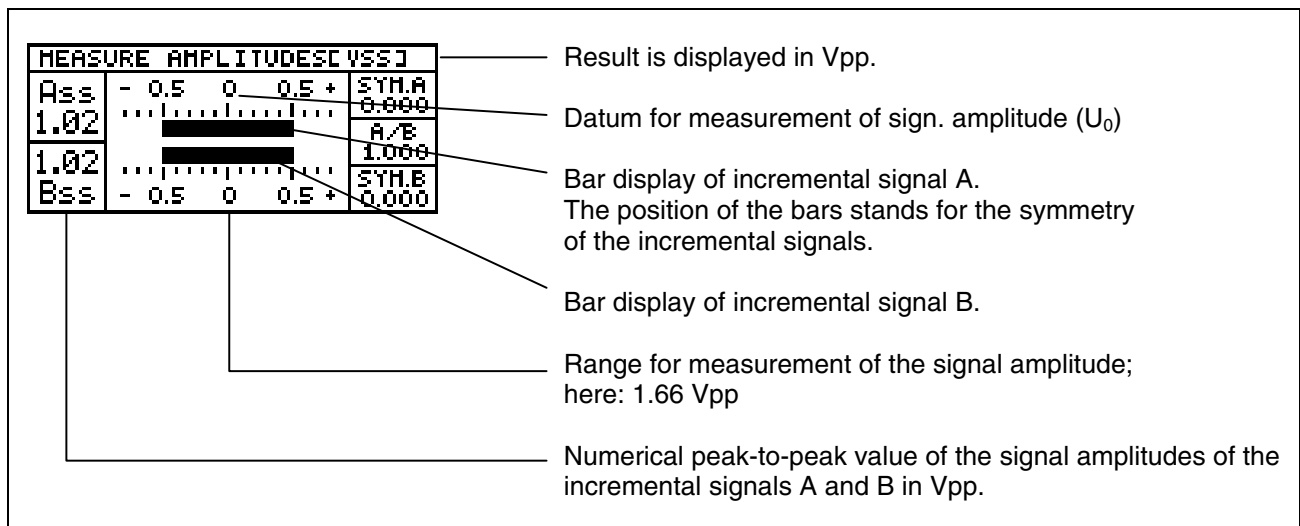 MEASURE AMPLITUDES[VSS]
Ass
1.02
1.02
Bss
- 0.5 0 0.5 +
- 0.5 0 0.5 +
SYM.A
0.000
A/B
1.000
SYM.B
0.000
Result is displayed in Vpp.
Datum for measurement of sign. amplitude (U₀)
Bar display of incremental signal A.
The position of the bars stands for the symmetry
of the incremental signals.
Bar display of incremental signal B.
Range for measurement of the signal amplitude;
here: 1.66 Vpp
Numerical peak-to-peak value of the signal amplitudes of the
incremental signals A and B in Vpp.